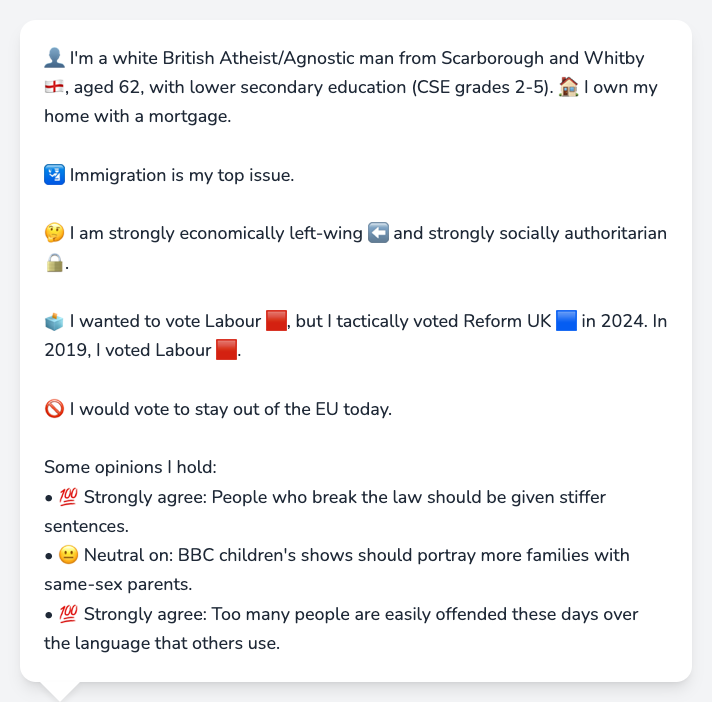 👤 I'm a white British Atheist/Agnostic man from Scarborough and Whitby
🏴󠁧󠁢󠁥󠁮󠁧󠁿, aged 62, with lower secondary education (CSE grades 2-5). 🏠 I own my
home with a mortgage.
🛂 Immigration is my top issue.
🤔 I am strongly economically left-wing ⬅️ and strongly socially authoritarian
🔒.
🗳️ I wanted to vote Labour 🟥, but I tactically voted Reform UK 🟦 in 2024. In
2019, I voted Labour 🟥.
🚫 I would vote to stay out of the EU today.
Some opinions I hold:
• 💯 Strongly agree: People who break the law should be given stiffer
sentences.
• 😐 Neutral on: BBC children's shows should portray more families with
same-sex parents.
• 💯 Strongly agree: Too many people are easily offended these days over
the language that others use.